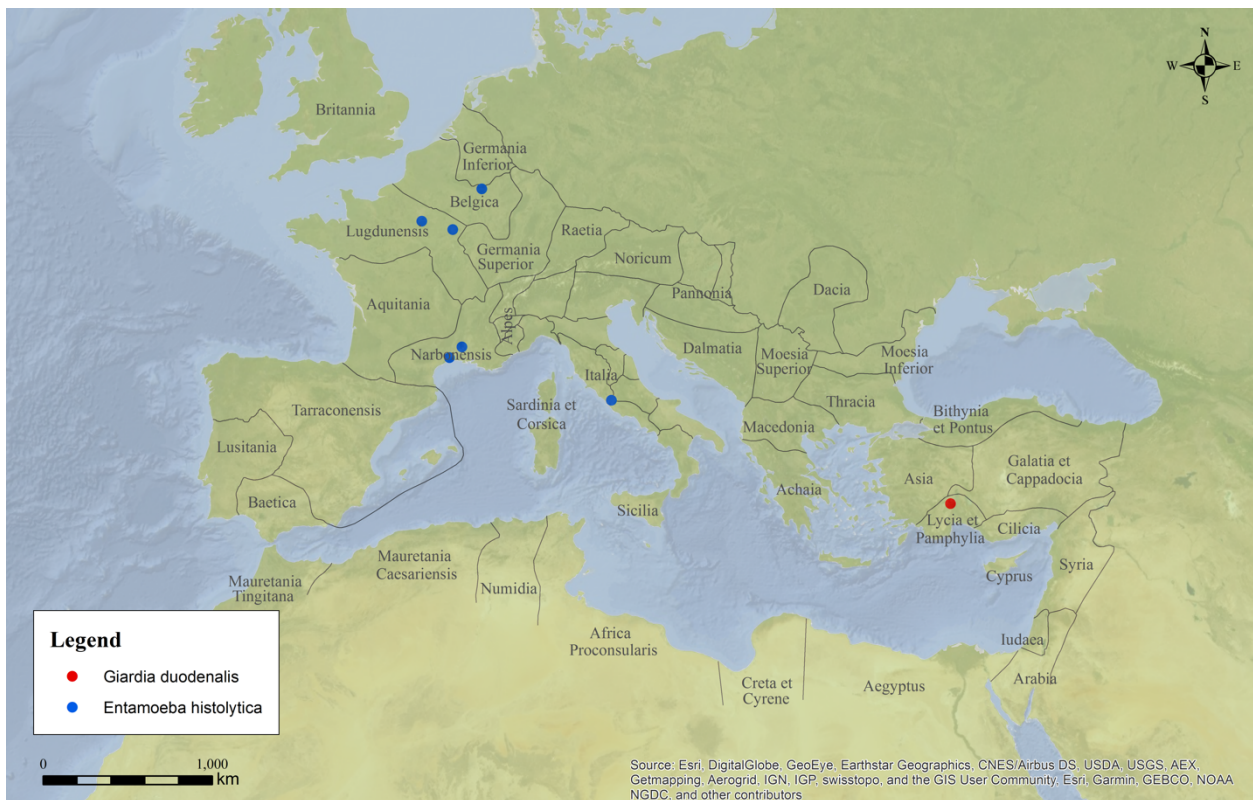 N
W E
S
Britannia
Germania
Inferior
Belgica
Lugdunensis
Germania
Superior
Raetia
Noricum
Aquitania
Alpes
Pannonia
Dacia
Narbonensis
Italia
Dalmatia
Moesia
Superior
Moesia
Inferior
Tarraconensis
Sardinia et
Corsica
Thracia
Macedonia
Bithynia
et Pontus
Lusitania
Baetica
Sicilia
Achaia
Asia
Galatia et
Cappadocia
Lycia et
Pamphylia
Cilicia
Mauretania
Tingitana
Mauretania
Caesariensis
Numidia
Cyprus
Syria
Africa
Proconsularis
Iudaea
Creta et
Cyrene
Aegyptus
Arabia
Legend
Giardia duodenalis
Entamoeba histolytica
0 1,000
km
Source: Esri, DigitalGlobe, GeoEye, Earthstar Geographics, CNES/Airbus DS, USDA, USGS, AEX,
Getmapping, Aerogrid, IGN, IGP, swisstopo, and the GIS User Community, Esri, Garmin, GEBCO, NOAA
NGDC, and other contributors